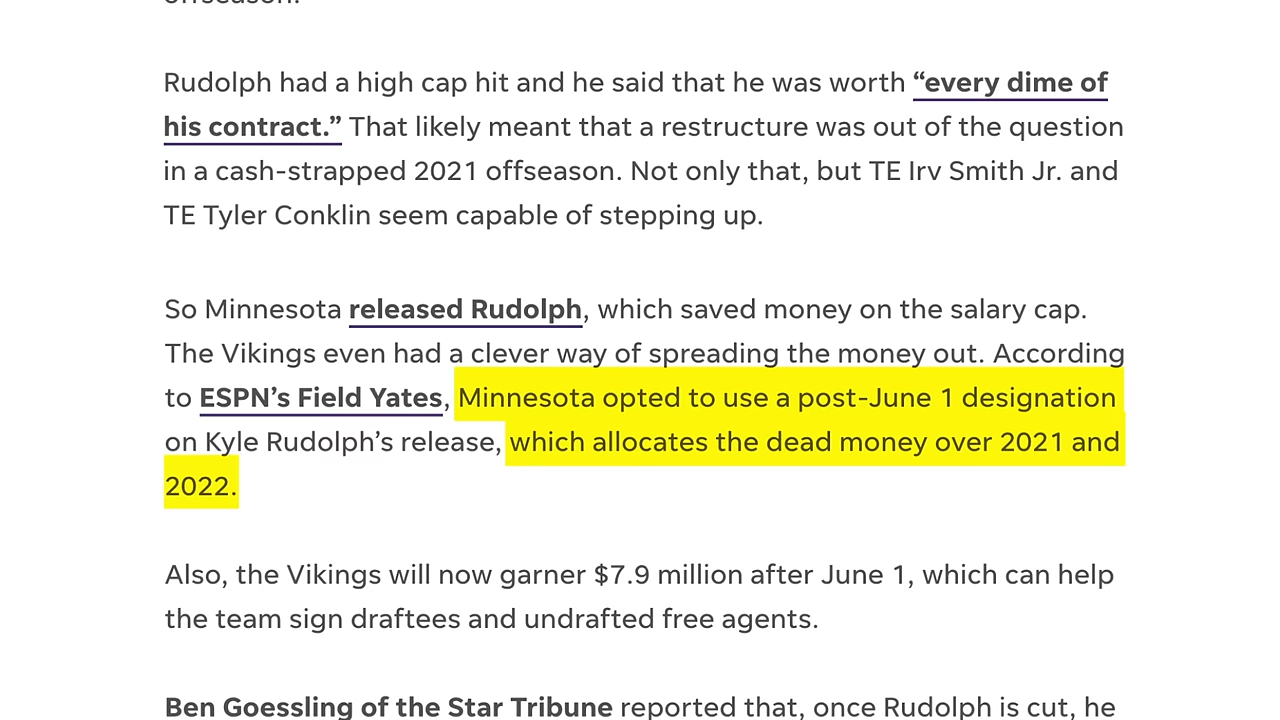 offseason.
Rudolph had a high cap hit and he said that he was worth “every dime of
his contract.” That likely meant that a restructure was out of the question
in a cash-strapped 2021 offseason. Not only that, but TE Irv Smith Jr. and
TE Tyler Conklin seem capable of stepping up.
So Minnesota released Rudolph, which saved money on the salary cap.
The Vikings even had a clever way of spreading the money out. According
to ESPN’s Field Yates, Minnesota opted to use a post-June 1 designation
on Kyle Rudolph’s release, which allocates the dead money over 2021 and
2022.
Also, the Vikings will now garner $7.9 million after June 1, which can help
the team sign draftees and undrafted free agents.
Ben Goessling of the Star Tribune reported that, once Rudolph is cut, he